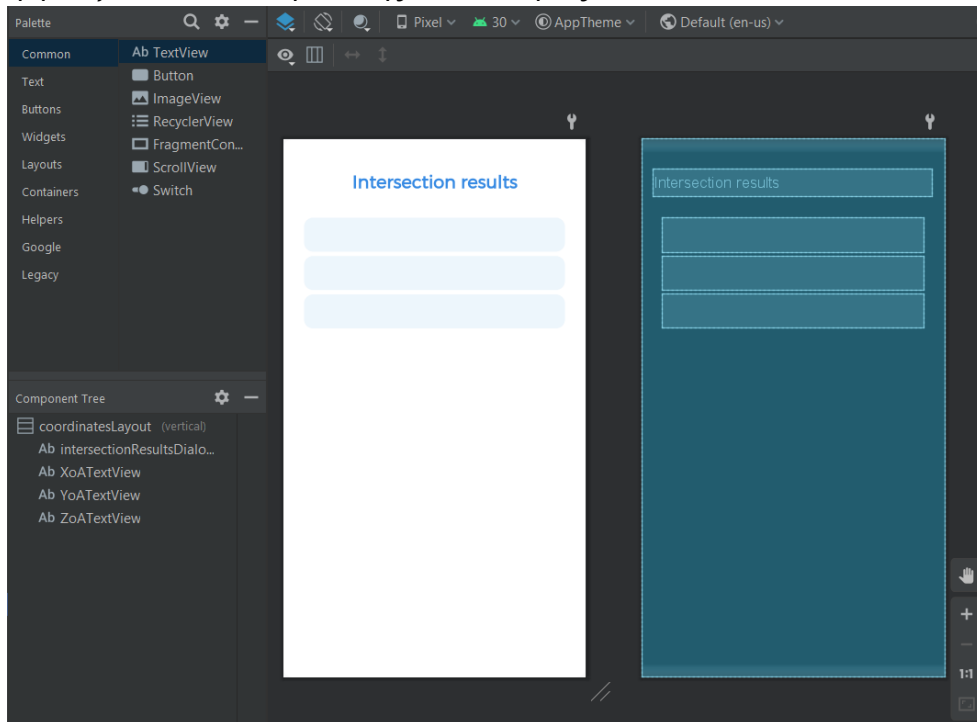 Palette
Pixel
30
AppTheme
Default (en-us)
Common
Text
Buttons
Widgets
Layouts
Containers
Helpers
Google
Legacy
Ab TextView
Button
ImageView
RecyclerView
FragmentCon...
ScrollView
Switch
Component Tree
coordinatesLayout (vertical)
Ab intersectionResultsDialo...
Ab XoATextView
Ab YoATextView
Ab ZoATextView
Intersection results
Intersection results
1:1